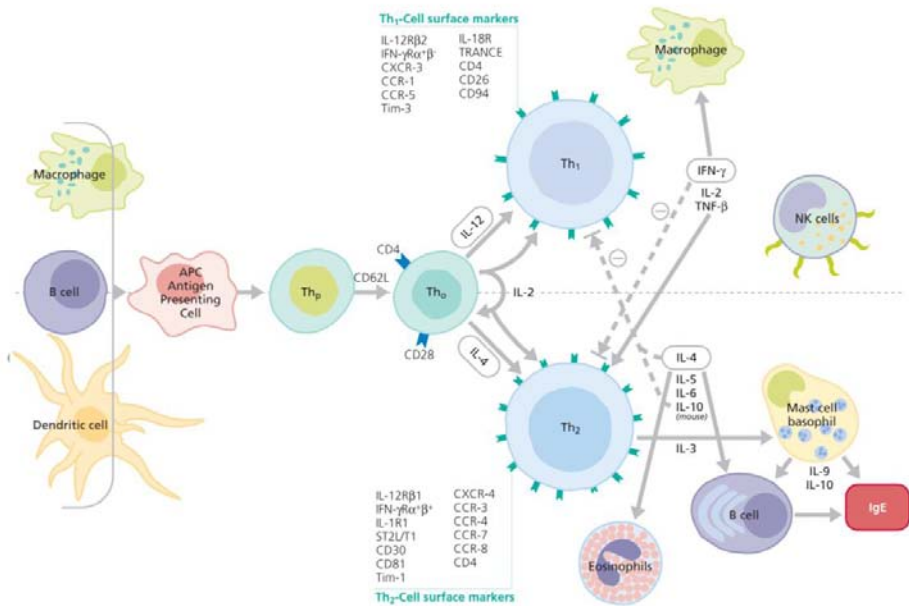 Th₁-Cell surface markers
IL-12Rβ2
IFN-γRα⁺β⁻
CXCR-3
CCR-1
CCR-5
Tim-3
IL-18R
TRANCE
CD4
CD26
CD94
Macrophage
Macrophage
Th₁
IFN-γ
IL-2
TNF-β
NK cells
IL-12
CD4
B cell
APC
Antigen
Presenting
Cell
Thₚ
CD62L
Th₀
IL-2
CD28
IL-4
IL-4
IL-5
IL-6
IL-10
(mouse)
Mast cell
basophil
Dendritic cell
Th₂
IL-3
IL-9
IL-10
B cell
IgE
Eosinophils
IL-12Rβ1
IFN-γRα⁺β⁺
IL-1R1
ST2L/T1
CD30
CD81
Tim-1
CXCR-4
CCR-3
CCR-4
CCR-7
CCR-8
CD4
Th₂-Cell surface markers